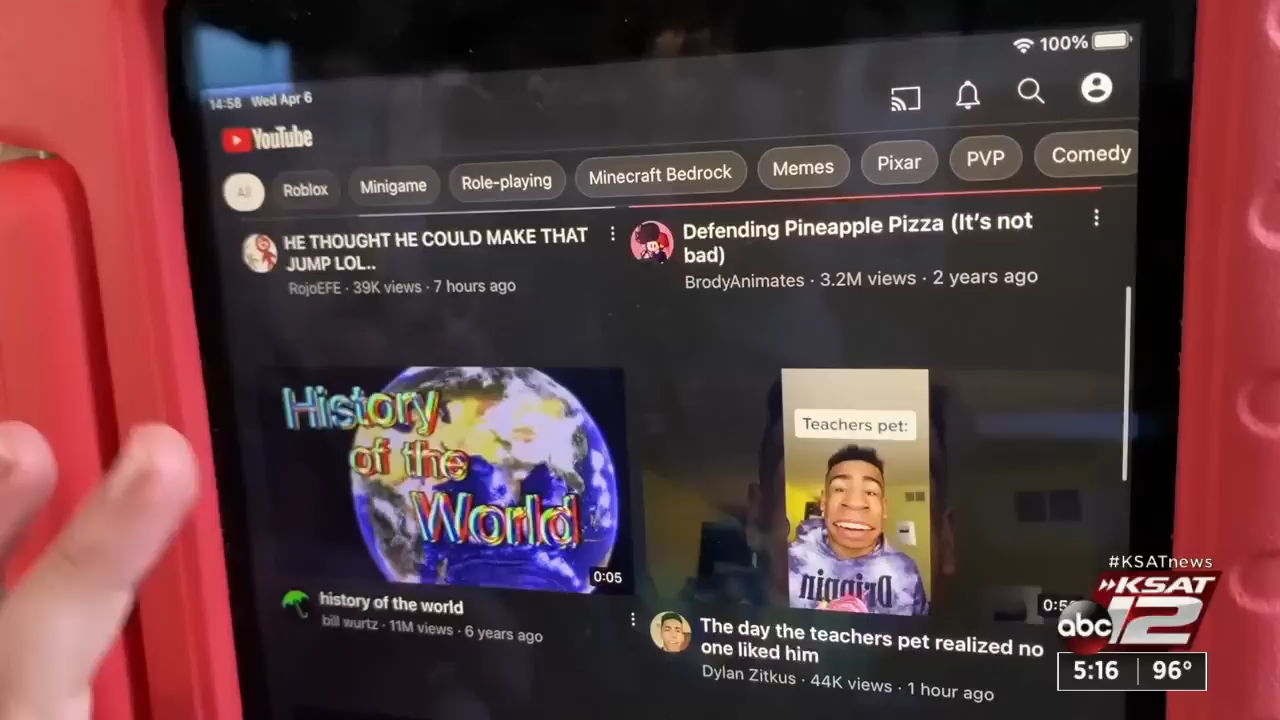 100%
14:58 Wed Apr 6
YouTube
All Roblox Minigame Role-playing Minecraft Bedrock Memes Pixar PVP Comedy
HE THOUGHT HE COULD MAKE THAT
JUMP LOL..
RojoEFE · 39K views · 7 hours ago
Defending Pineapple Pizza (It's not
bad)
BrodyAnimates · 3.2M views · 2 years ago
History
of the
World
0:05
history of the world
bill wurtz · 11M views · 6 years ago
Teachers pet:
Drippin
The day the teachers pet realized no
one liked him
Dylan Zitkus · 44K views · 1 hour ago
#KSATnews
KSAT
abc 12
5:16 96°